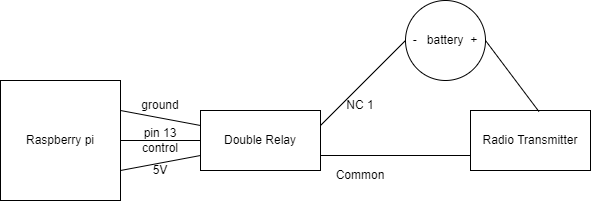 - battery +
ground
NC 1
Raspberry pi
pin 13
control
Double Relay
Radio Transmitter
5V
Common